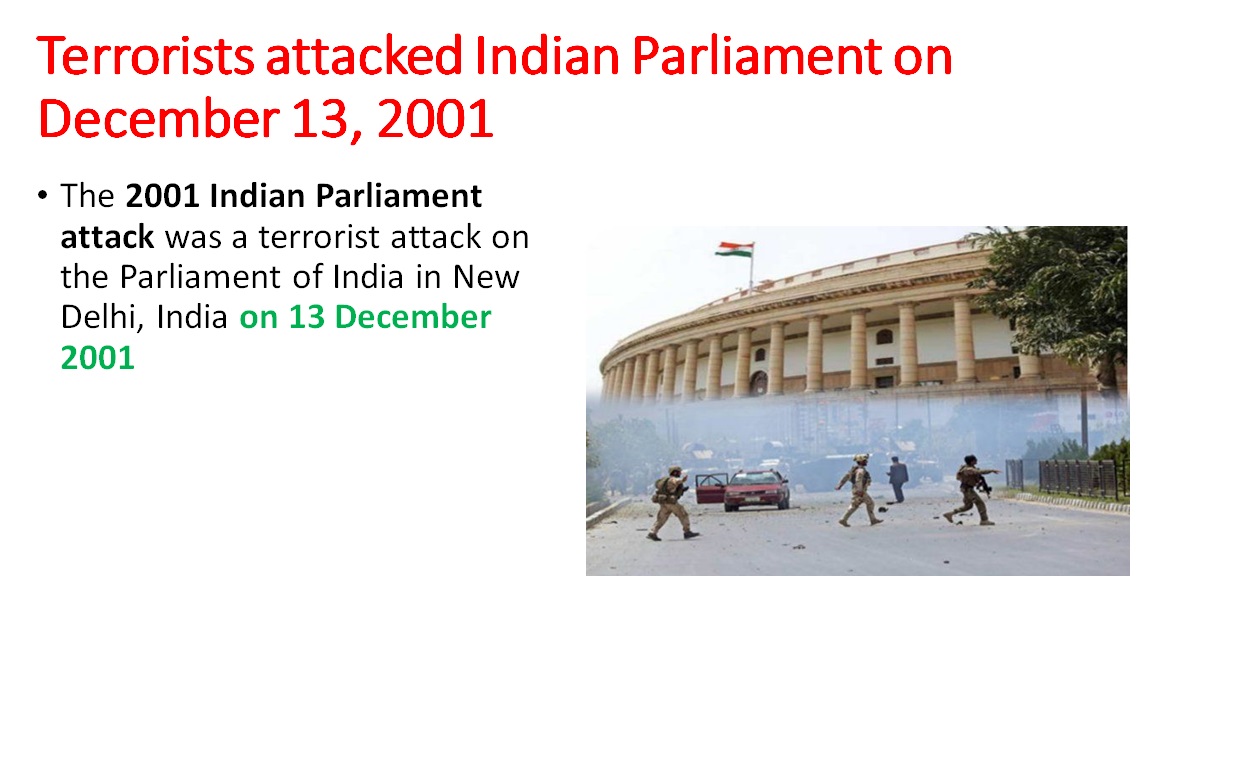 Terrorists attacked Indian Parliament on
December 13, 2001
• The 2001 Indian Parliament
attack was a terrorist attack on
the Parliament of India in New
Delhi, India on 13 December
2001